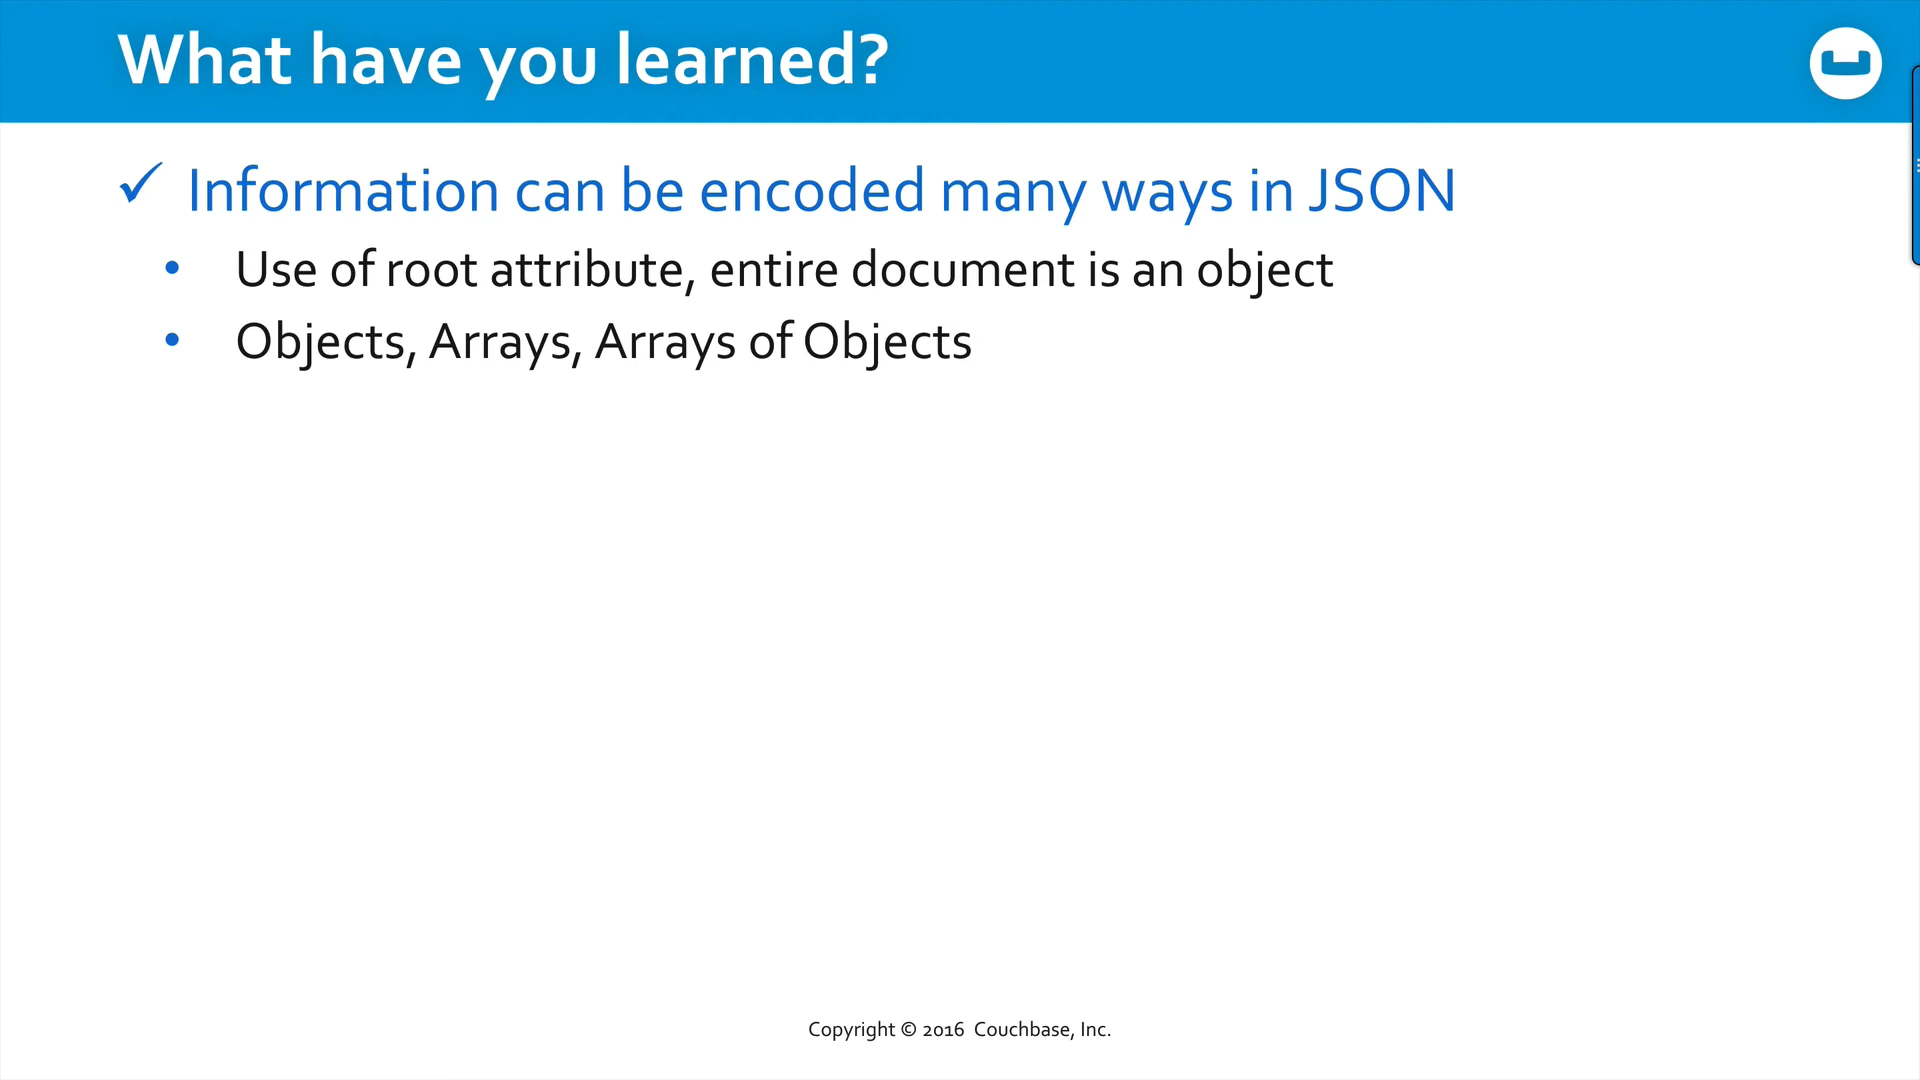 What have you learned?
✓ Information can be encoded many ways in JSON
• Use of root attribute, entire document is an object
• Objects, Arrays, Arrays of Objects
Copyright © 2016 Couchbase, Inc.